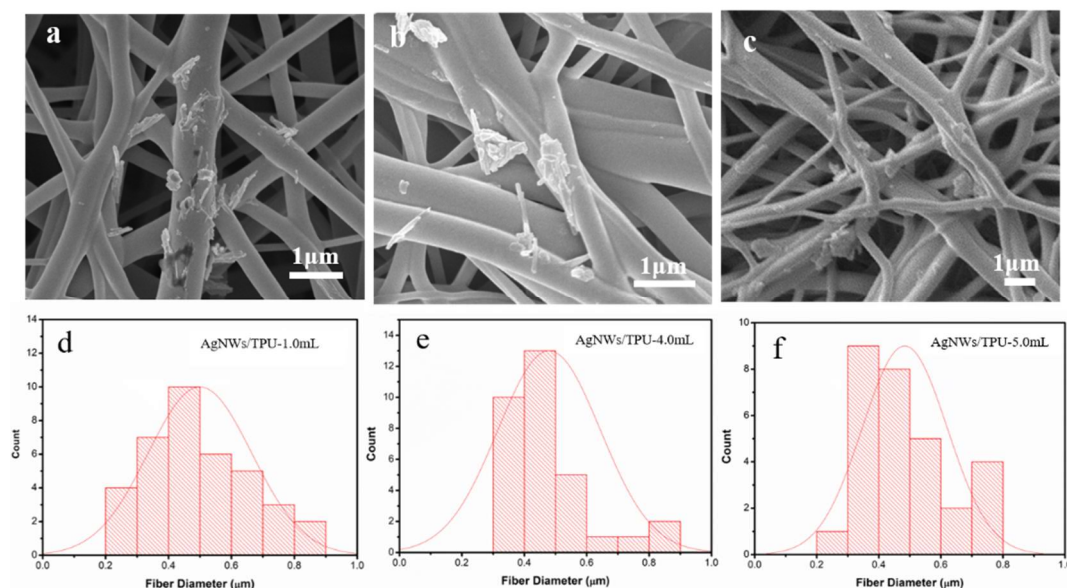 a
b
c
1μm
1μm
1μm
d
AgNWs/TPU-1.0mL
14
12
10
8
6
4
2
0
Count
0.0 0.2 0.4 0.6 0.8 1.0
Fiber Diameter (μm)
e
AgNWs/TPU-4.0mL
14
12
10
8
6
4
2
0
Count
0.0 0.2 0.4 0.6 0.8 1.0
Fiber Diameter (μm)
f
AgNWs/TPU-5.0mL
10
8
6
4
2
0
Count
0.0 0.2 0.4 0.6 0.8 1.0
Fiber Diameter (μm)